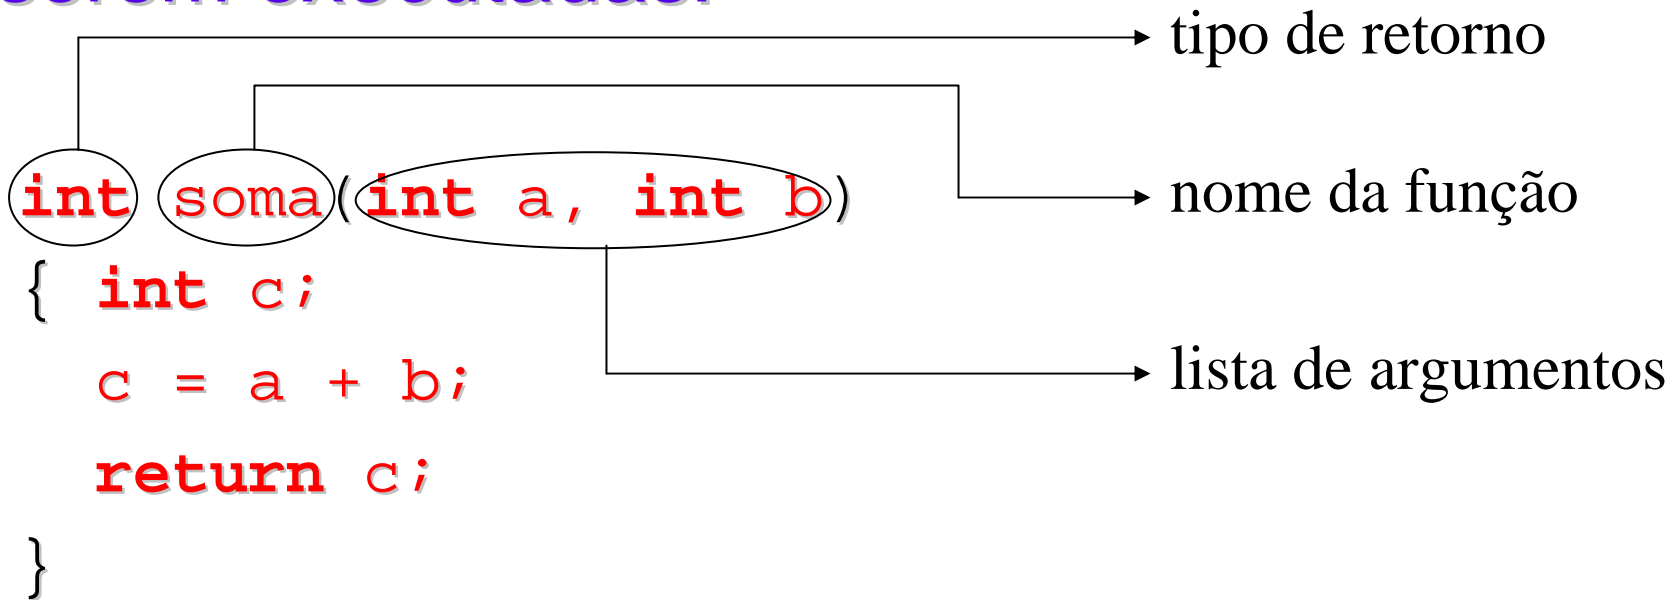 tipo de retorno
int soma(int a, int b)
nome da função
{ int c;
c = a + b;
lista de argumentos
return c;
}